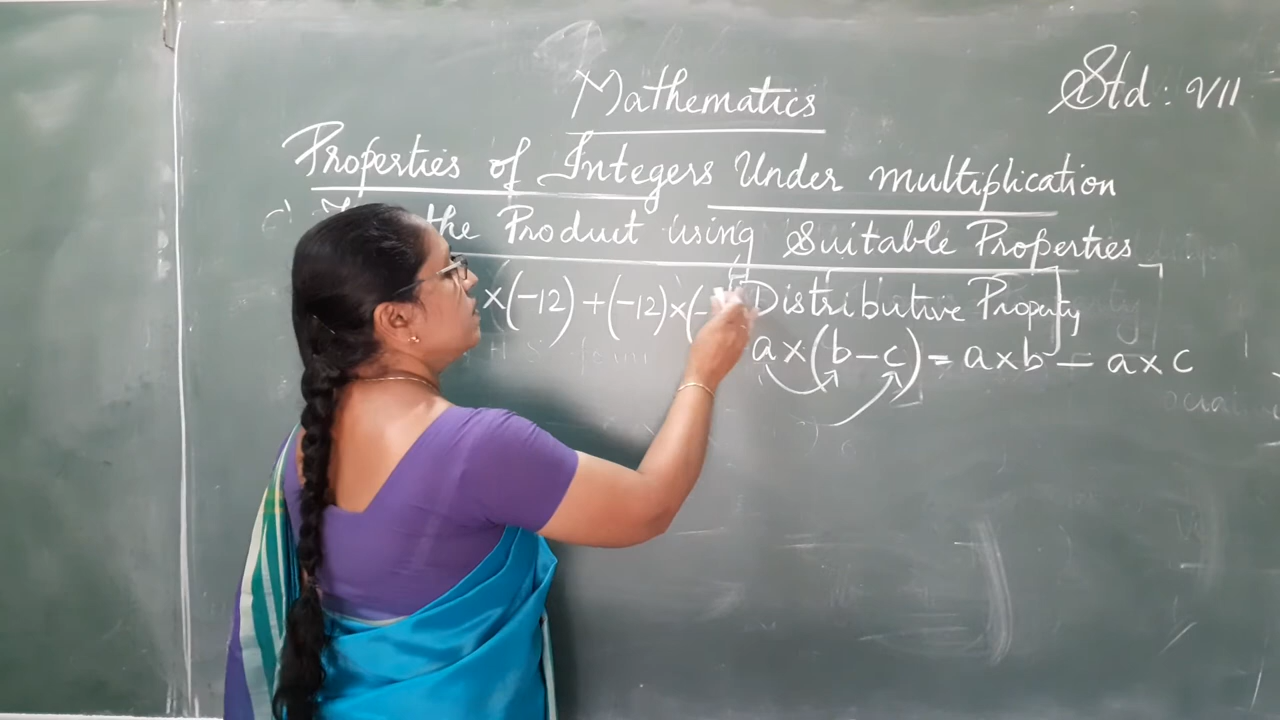 Mathematics
Std: VII
Properties of Integers Under multiplication
the Product using Suitable Properties
×(-12) + (-12)×(-
Distributive Property
a×(b-c) = a×b - a×c